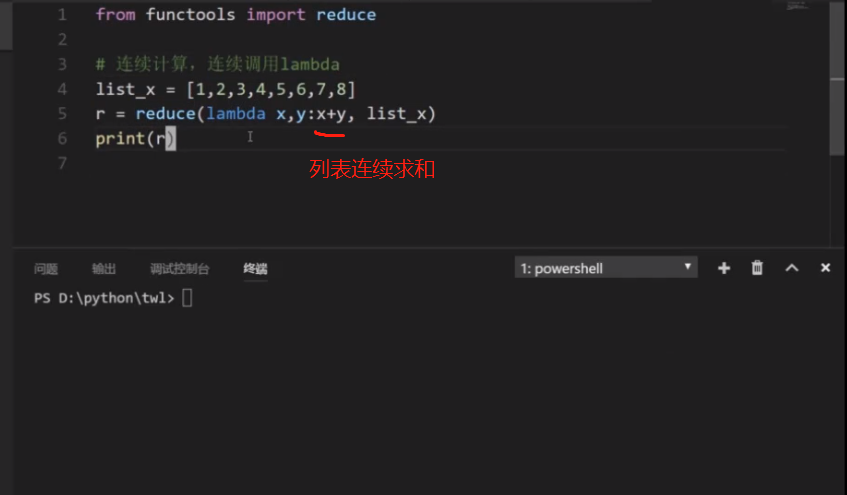 1 from functools import reduce
2
3 # 连续计算，连续调用lambda
4 list_x = [1,2,3,4,5,6,7,8]
5 r = reduce(lambda x,y:x+y, list_x)
6 print(r)
7
列表连续求和
问题 输出 调试控制台 终端 1: powershell
PS D:\python\twl>